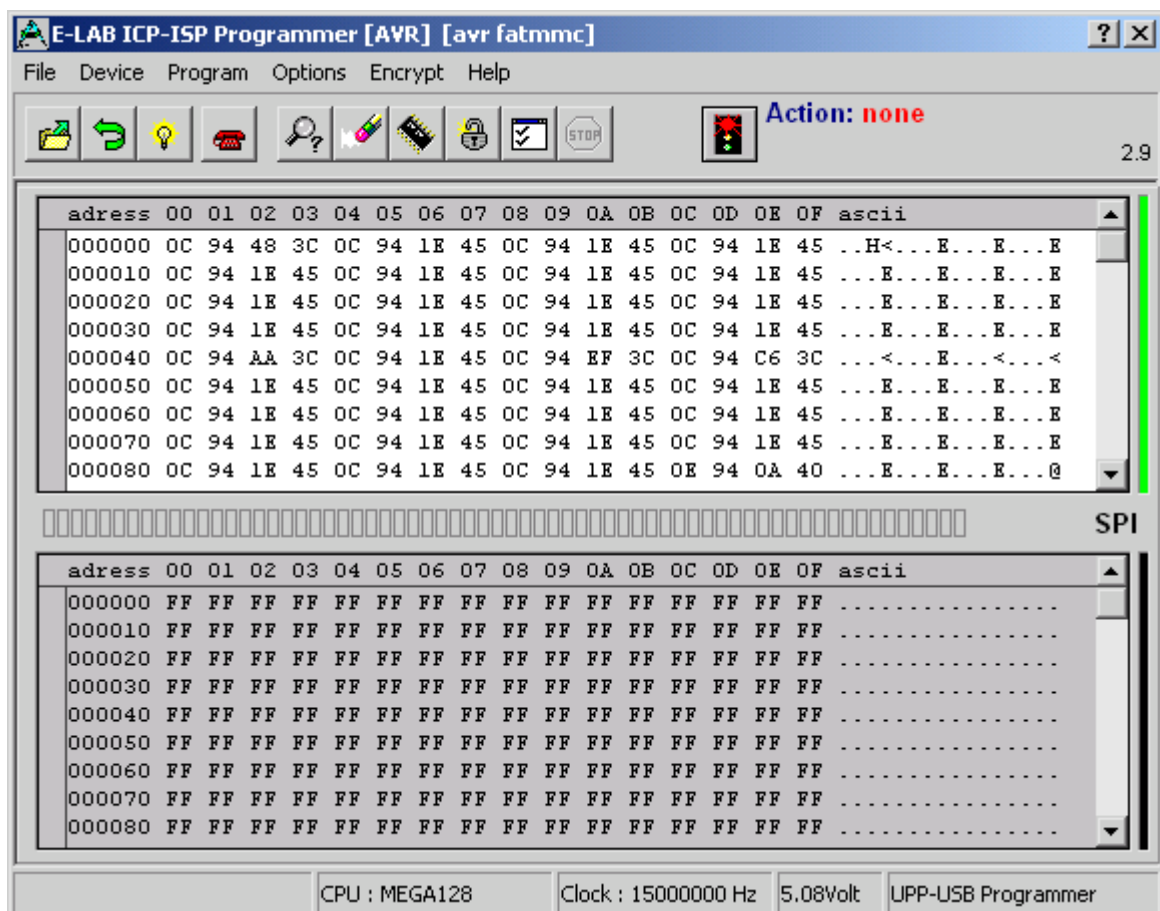 E-LAB ICP-ISP Programmer [AVR] [avr fatmmc]
File Device Program Options Encrypt Help
STOP
Action: none
2.9
adress 00 01 02 03 04 05 06 07 08 09 0A 0B 0C 0D 0E 0F ascii
000000 0C 94 48 3C 0C 94 1E 45 0C 94 1E 45 0C 94 1E 45 ..H<...E...E...E
000010 0C 94 1E 45 0C 94 1E 45 0C 94 1E 45 0C 94 1E 45 ...E...E...E...E
000020 0C 94 1E 45 0C 94 1E 45 0C 94 1E 45 0C 94 1E 45 ...E...E...E...E
000030 0C 94 1E 45 0C 94 1E 45 0C 94 1E 45 0C 94 1E 45 ...E...E...E...E
000040 0C 94 AA 3C 0C 94 1E 45 0C 94 EF 3C 0C 94 C6 3C ...<...E...<...<
000050 0C 94 1E 45 0C 94 1E 45 0C 94 1E 45 0C 94 1E 45 ...E...E...E...E
000060 0C 94 1E 45 0C 94 1E 45 0C 94 1E 45 0C 94 1E 45 ...E...E...E...E
000070 0C 94 1E 45 0C 94 1E 45 0C 94 1E 45 0C 94 1E 45 ...E...E...E...E
000080 0C 94 1E 45 0C 94 1E 45 0C 94 1E 45 0E 94 0A 40 ...E...E...E...@
SPI
adress 00 01 02 03 04 05 06 07 08 09 0A 0B 0C 0D 0E 0F ascii
000000 FF FF FF FF FF FF FF FF FF FF FF FF FF FF FF FF ................
000010 FF FF FF FF FF FF FF FF FF FF FF FF FF FF FF FF ................
000020 FF FF FF FF FF FF FF FF FF FF FF FF FF FF FF FF ................
000030 FF FF FF FF FF FF FF FF FF FF FF FF FF FF FF FF ................
000040 FF FF FF FF FF FF FF FF FF FF FF FF FF FF FF FF ................
000050 FF FF FF FF FF FF FF FF FF FF FF FF FF FF FF FF ................
000060 FF FF FF FF FF FF FF FF FF FF FF FF FF FF FF FF ................
000070 FF FF FF FF FF FF FF FF FF FF FF FF FF FF FF FF ................
000080 FF FF FF FF FF FF FF FF FF FF FF FF FF FF FF FF ................
CPU : MEGA128 Clock : 15000000 Hz 5.08Volt UPP-USB Programmer